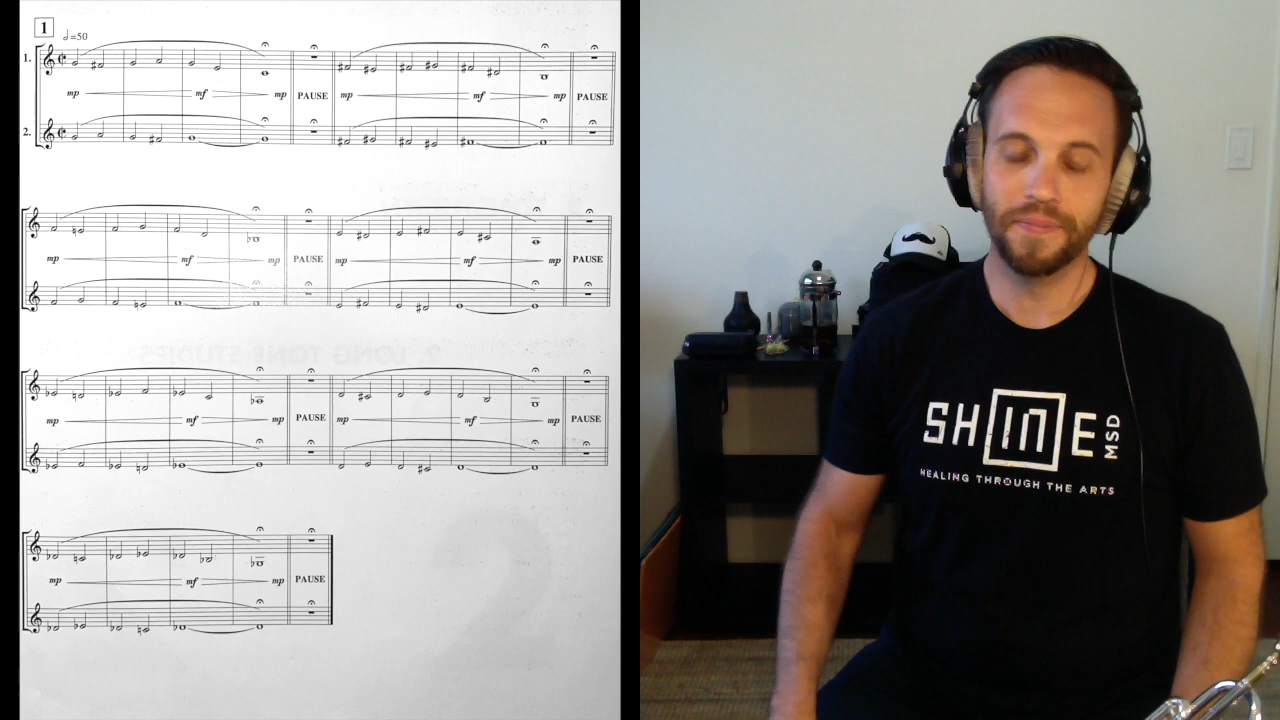 1
♩=50
1.
mp mf mp PAUSE mp mf mp PAUSE
2.
mp mf mp PAUSE mp mf mp PAUSE
mp mf mp PAUSE mp mf mp PAUSE
mp mf mp PAUSE
SHINE MSD
HEALING THROUGH THE ARTS